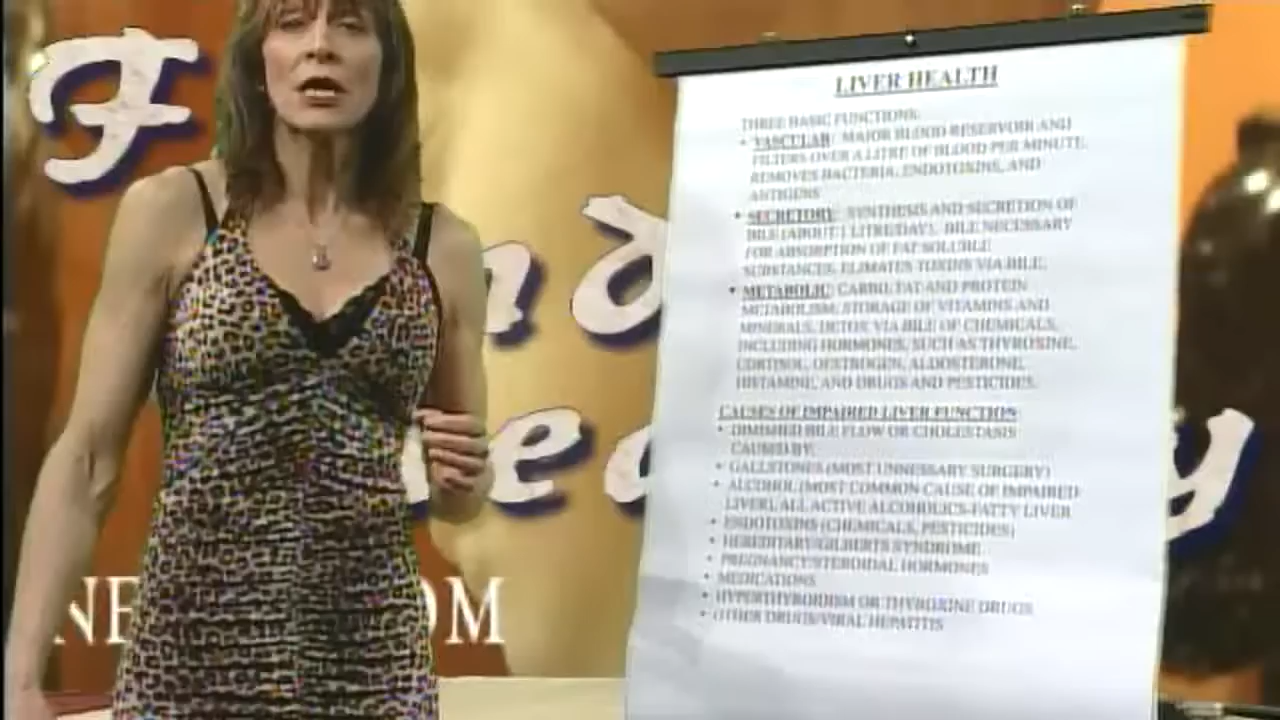 F
nd
ea
y
NE
OM
LIVER HEALTH
THREE BASIC FUNCTIONS:
• VASCULAR: MAJOR BLOOD RESERVOIR AND
FILTERS OVER A LITRE OF BLOOD PER MINUTE.
REMOVES BACTERIA, ENDOTOXINS, AND
ANTIGENS
• SECRETORY: SYNTHESIS AND SECRETION OF
BILE (ABOUT 1 LITRE/DAY). BILE NECESSARY
FOR ABSORPTION OF FAT SOLUBLE
SUBSTANCES. ELIMATES TOXINS VIA BILE.
• METABOLIC: CARBO, FAT AND PROTEIN
METABOLISM, STORAGE OF VITAMINS AND
MINERALS, DETOX VIA BILE OF CHEMICALS,
INCLUDING HORMONES, SUCH AS THYROXINE,
CORTISOL, OESTROGEN, ALDOSTERONE,
HISTAMINE, AND DRUGS AND PESTICIDES.
CAUSES OF IMPAIRED LIVER FUNCTION
• DIMISHED BILE FLOW OR CHOLESTASIS
CAUSED BY:
• GALLSTONES (MOST UNNESSARY SURGERY)
• ALCOHOL (MOST COMMON CAUSE OF IMPAIRED
LIVER), ALL ACTIVE ALCOHOLICS-FATTY LIVER
• ENDOTOXINS (CHEMICALS, PESTICIDES)
• HEREDITARY/GILBERTS SYNDROME
• PREGNANCY/STEROIDAL HORMONES
• MEDICATIONS
• HYPERTHYROIDISM OR THYROXINE DRUGS
• OTHER DRUGS/VIRAL HEPATITIS